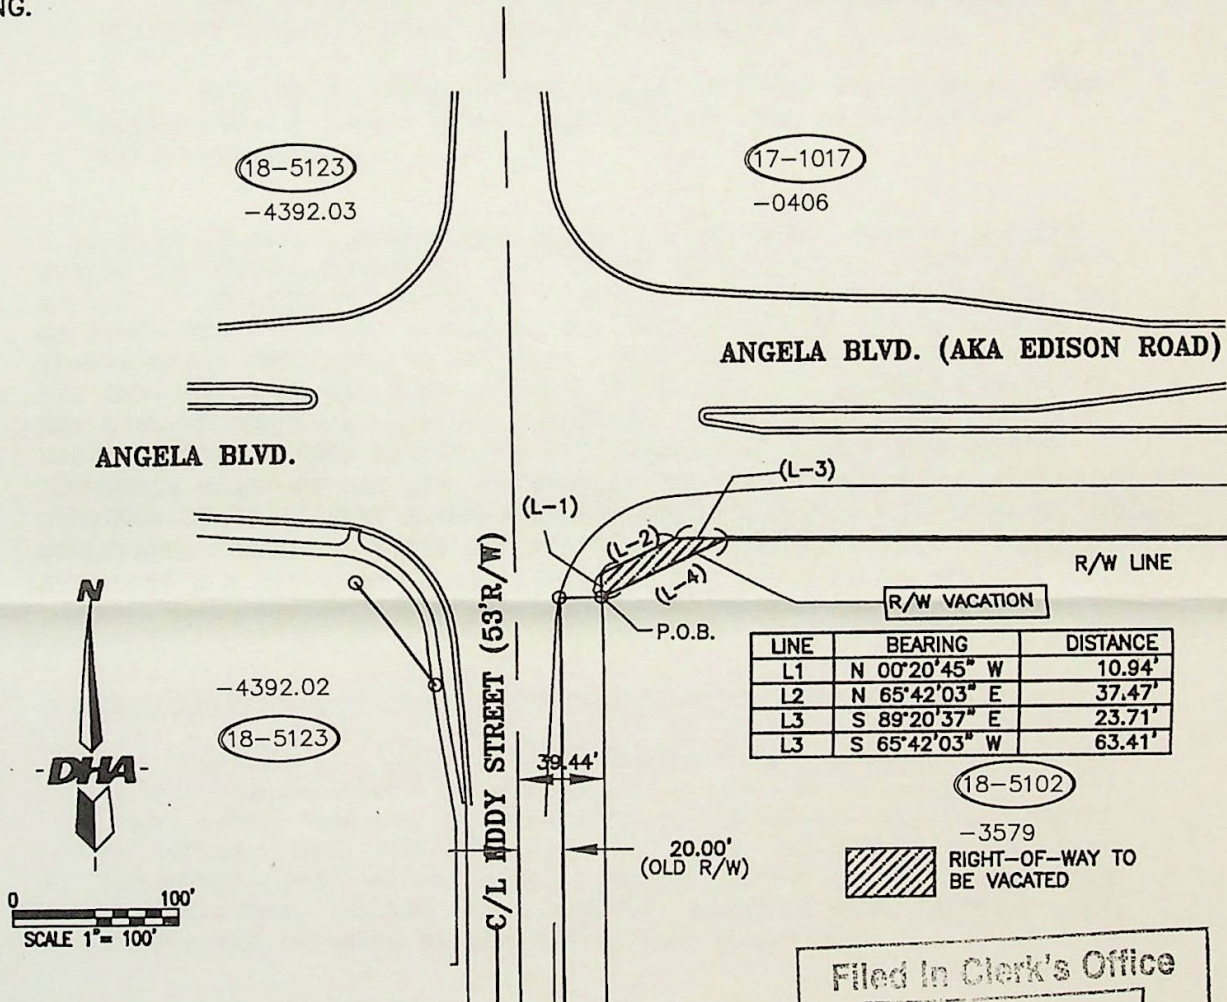 NG.
18-5123
-4392.03
17-1017
-0406
ANGELA BLVD. (AKA EDISON ROAD)
ANGELA BLVD.
(L-3)
(L-1)
(L-2)
(L-4)
R/W LINE
R/W VACATION
P.O.B.
C/L EDDY STREET (53'R/W)
N
LINE BEARING DISTANCE
L1 N 00°20'45" W 10.94'
L2 N 65°42'03" E 37.47'
L3 S 89°20'37" E 23.71'
L3 S 65°42'03" W 63.41'
-4392.02
18-5123
-DHA-
39.44'
18-5102
-3579
20.00'
(OLD R/W)
RIGHT-OF-WAY TO
BE VACATED
0 100'
SCALE 1"= 100'
Filed in Clerk's Office